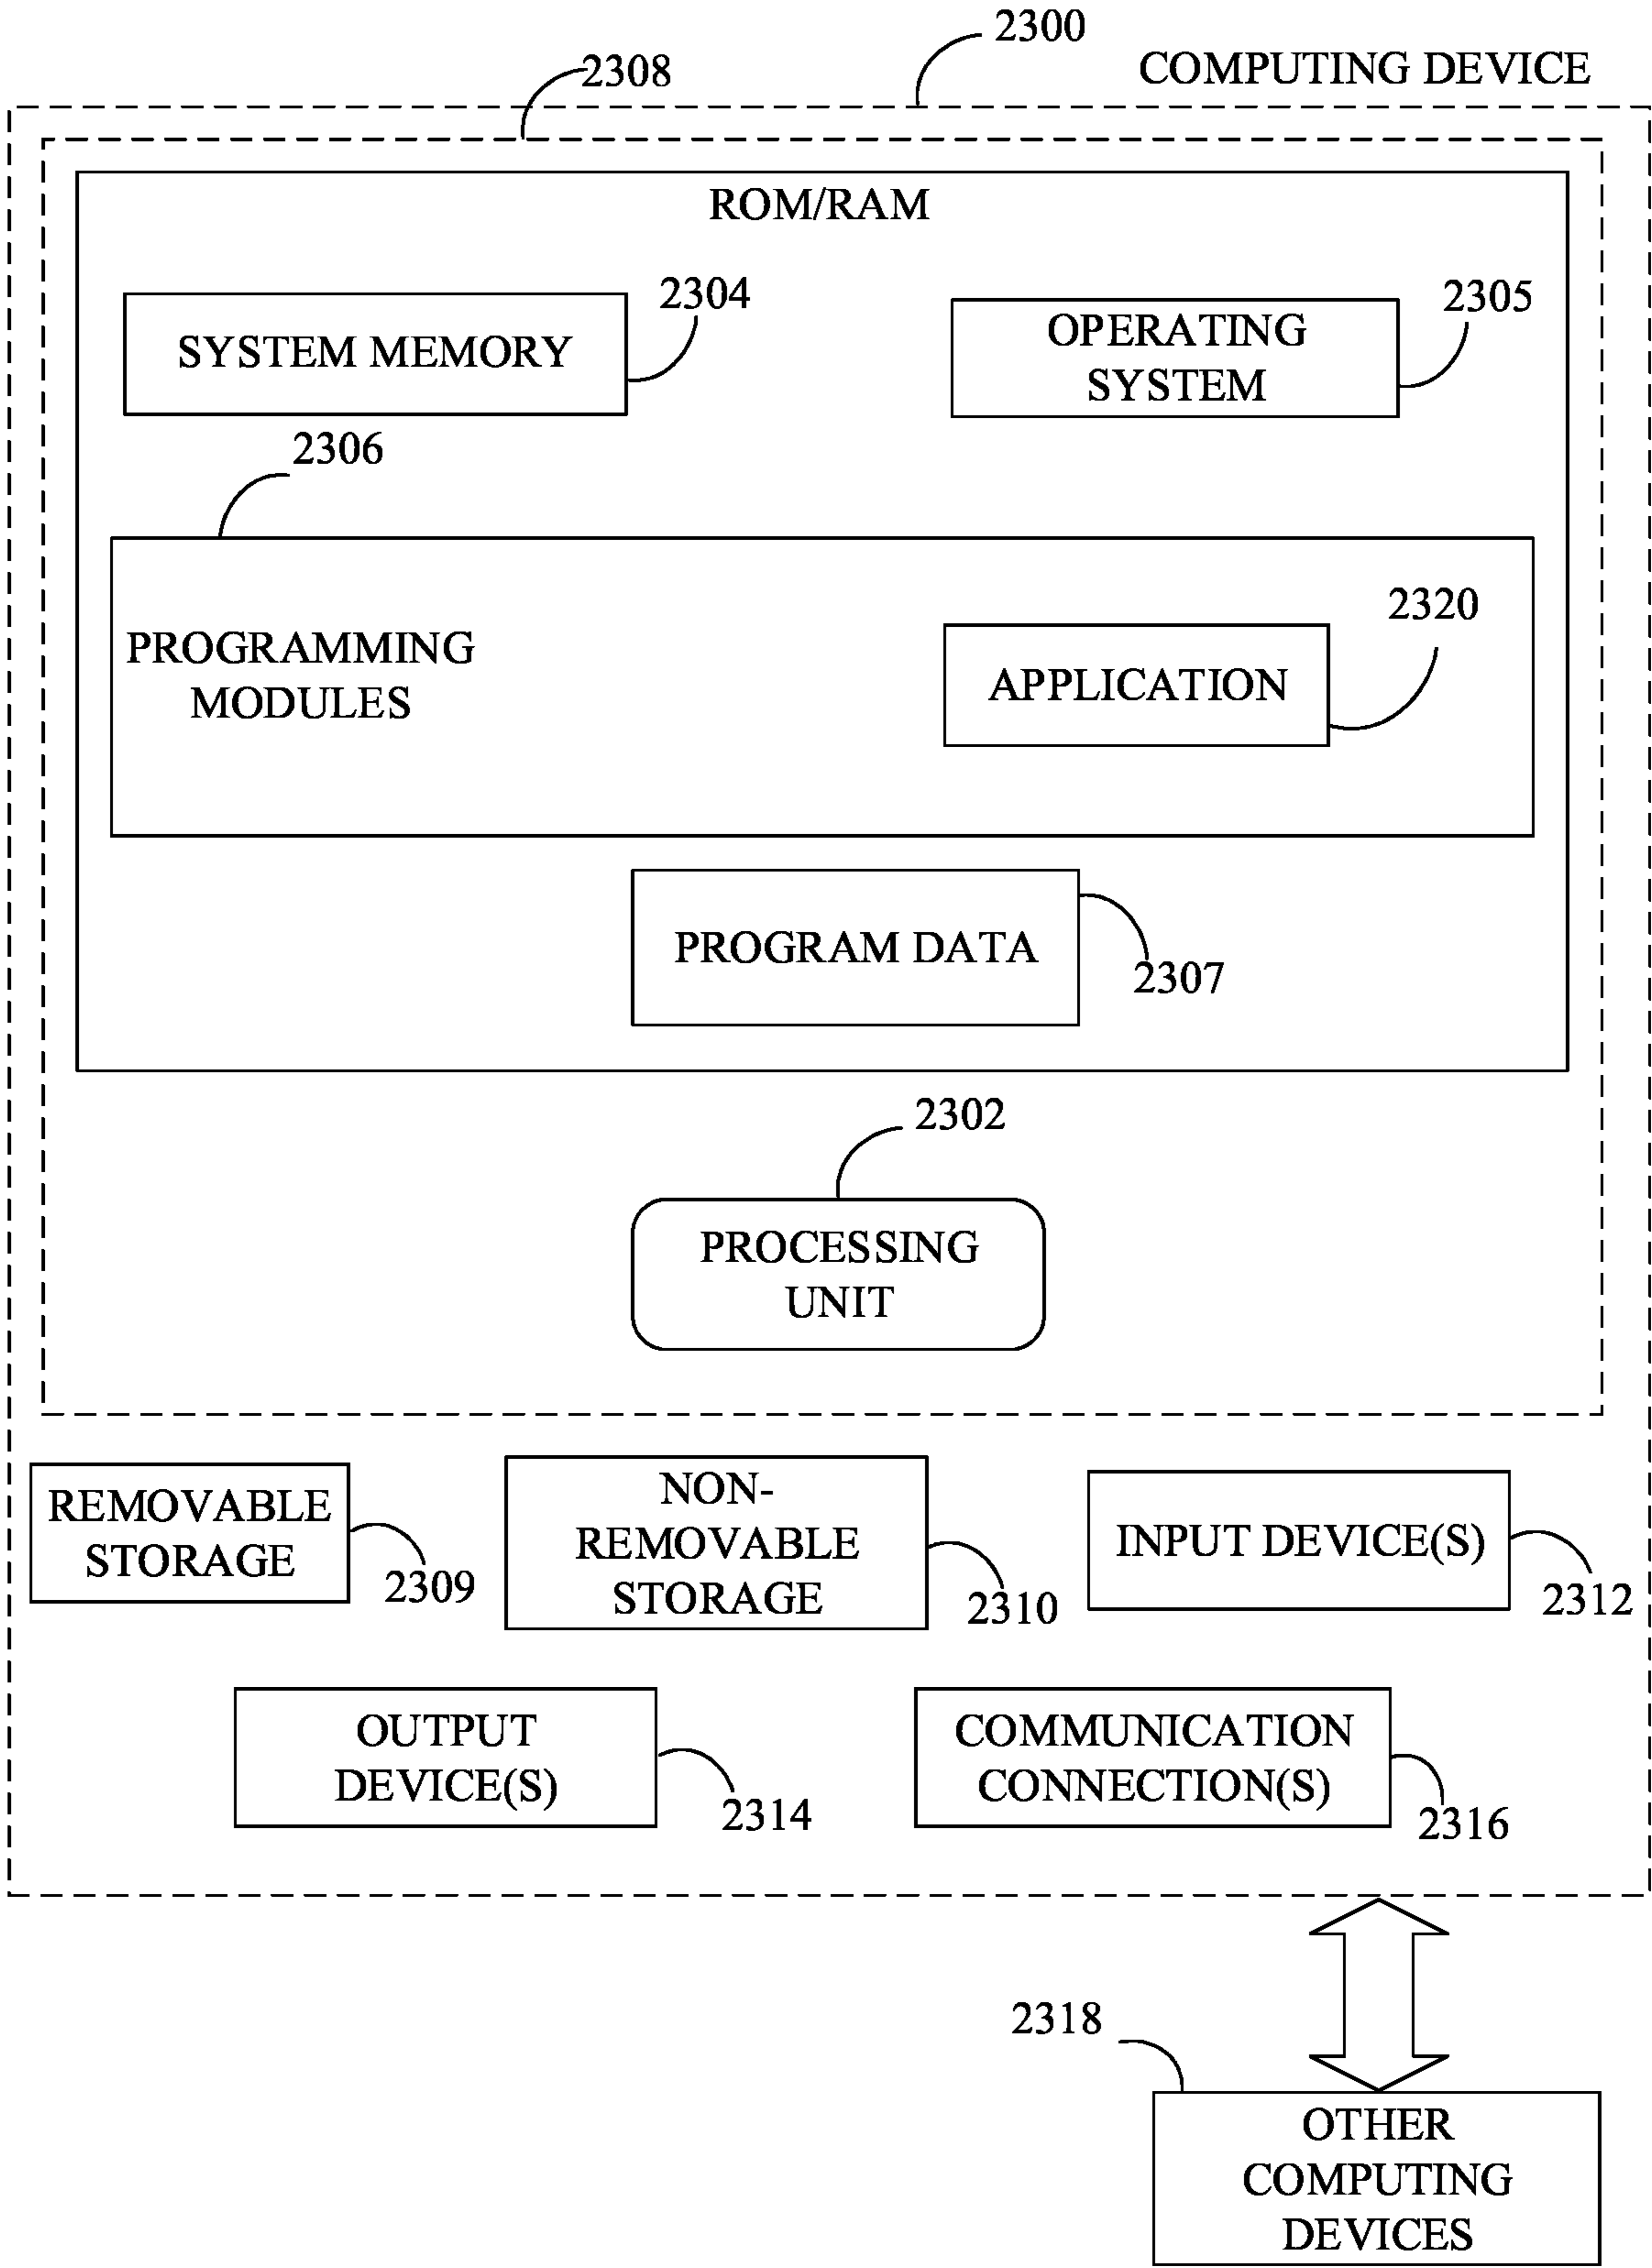 2300
COMPUTING DEVICE
2308
ROM/RAM
SYSTEM MEMORY
2304
OPERATING
SYSTEM
2305
2306
PROGRAMMING
MODULES
APPLICATION
2320
PROGRAM DATA
2307
2302
PROCESSING
UNIT
REMOVABLE
STORAGE
2309
NON-
REMOVABLE
STORAGE
2310
INPUT DEVICE(S)
2312
OUTPUT
DEVICE(S)
2314
COMMUNICATION
CONNECTION(S)
2316
2318
OTHER
COMPUTING
DEVICES